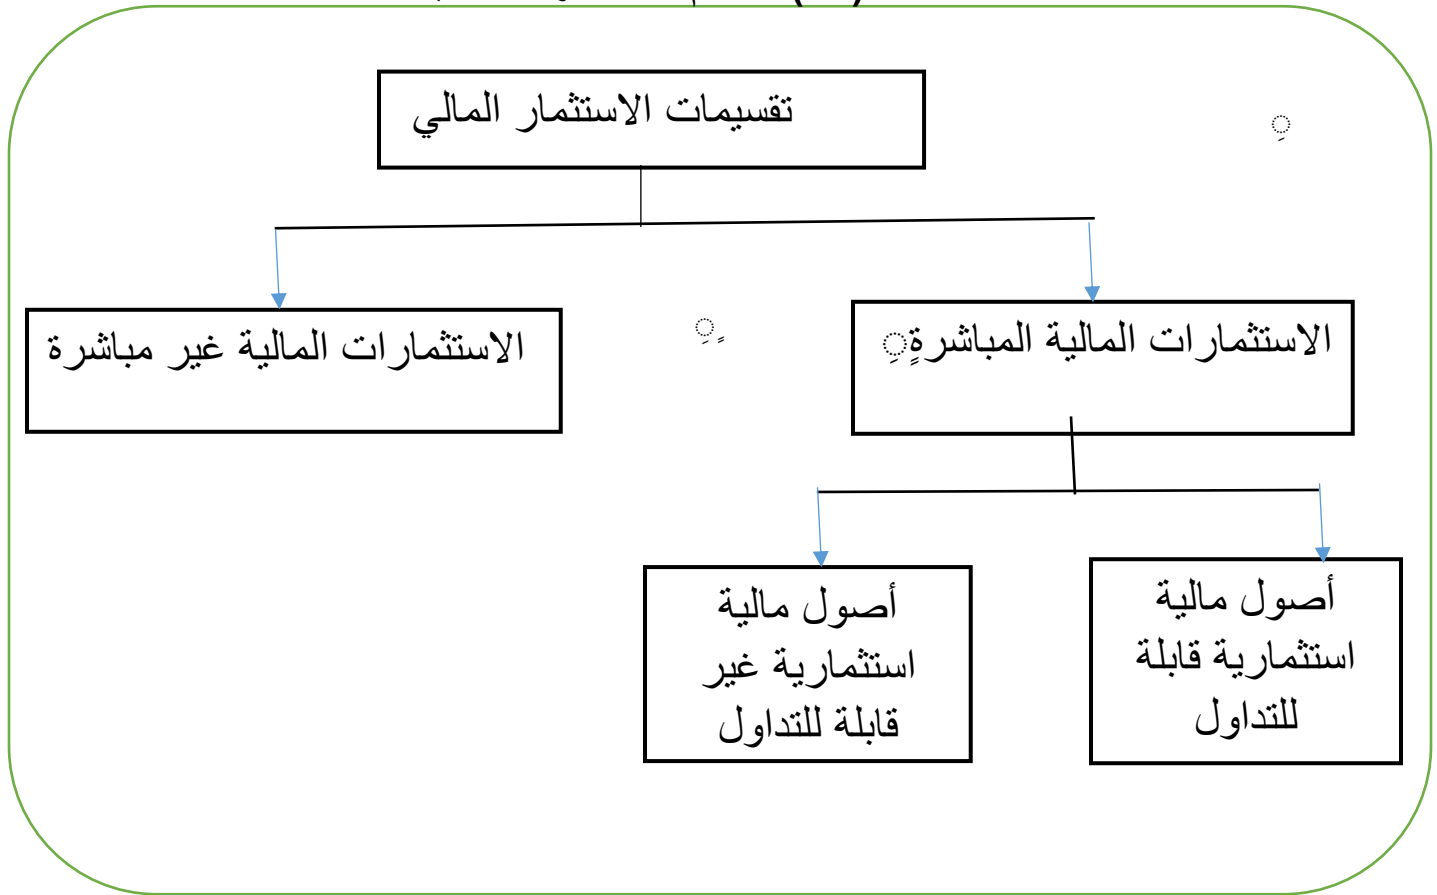 تقسيمات الاستثمار المالي
الاستثمارات المالية المباشرة
الاستثمارات المالية غير مباشرة
أصول مالية
استثمارية قابلة
للتداول
أصول مالية
استثمارية غير
قابلة للتداول